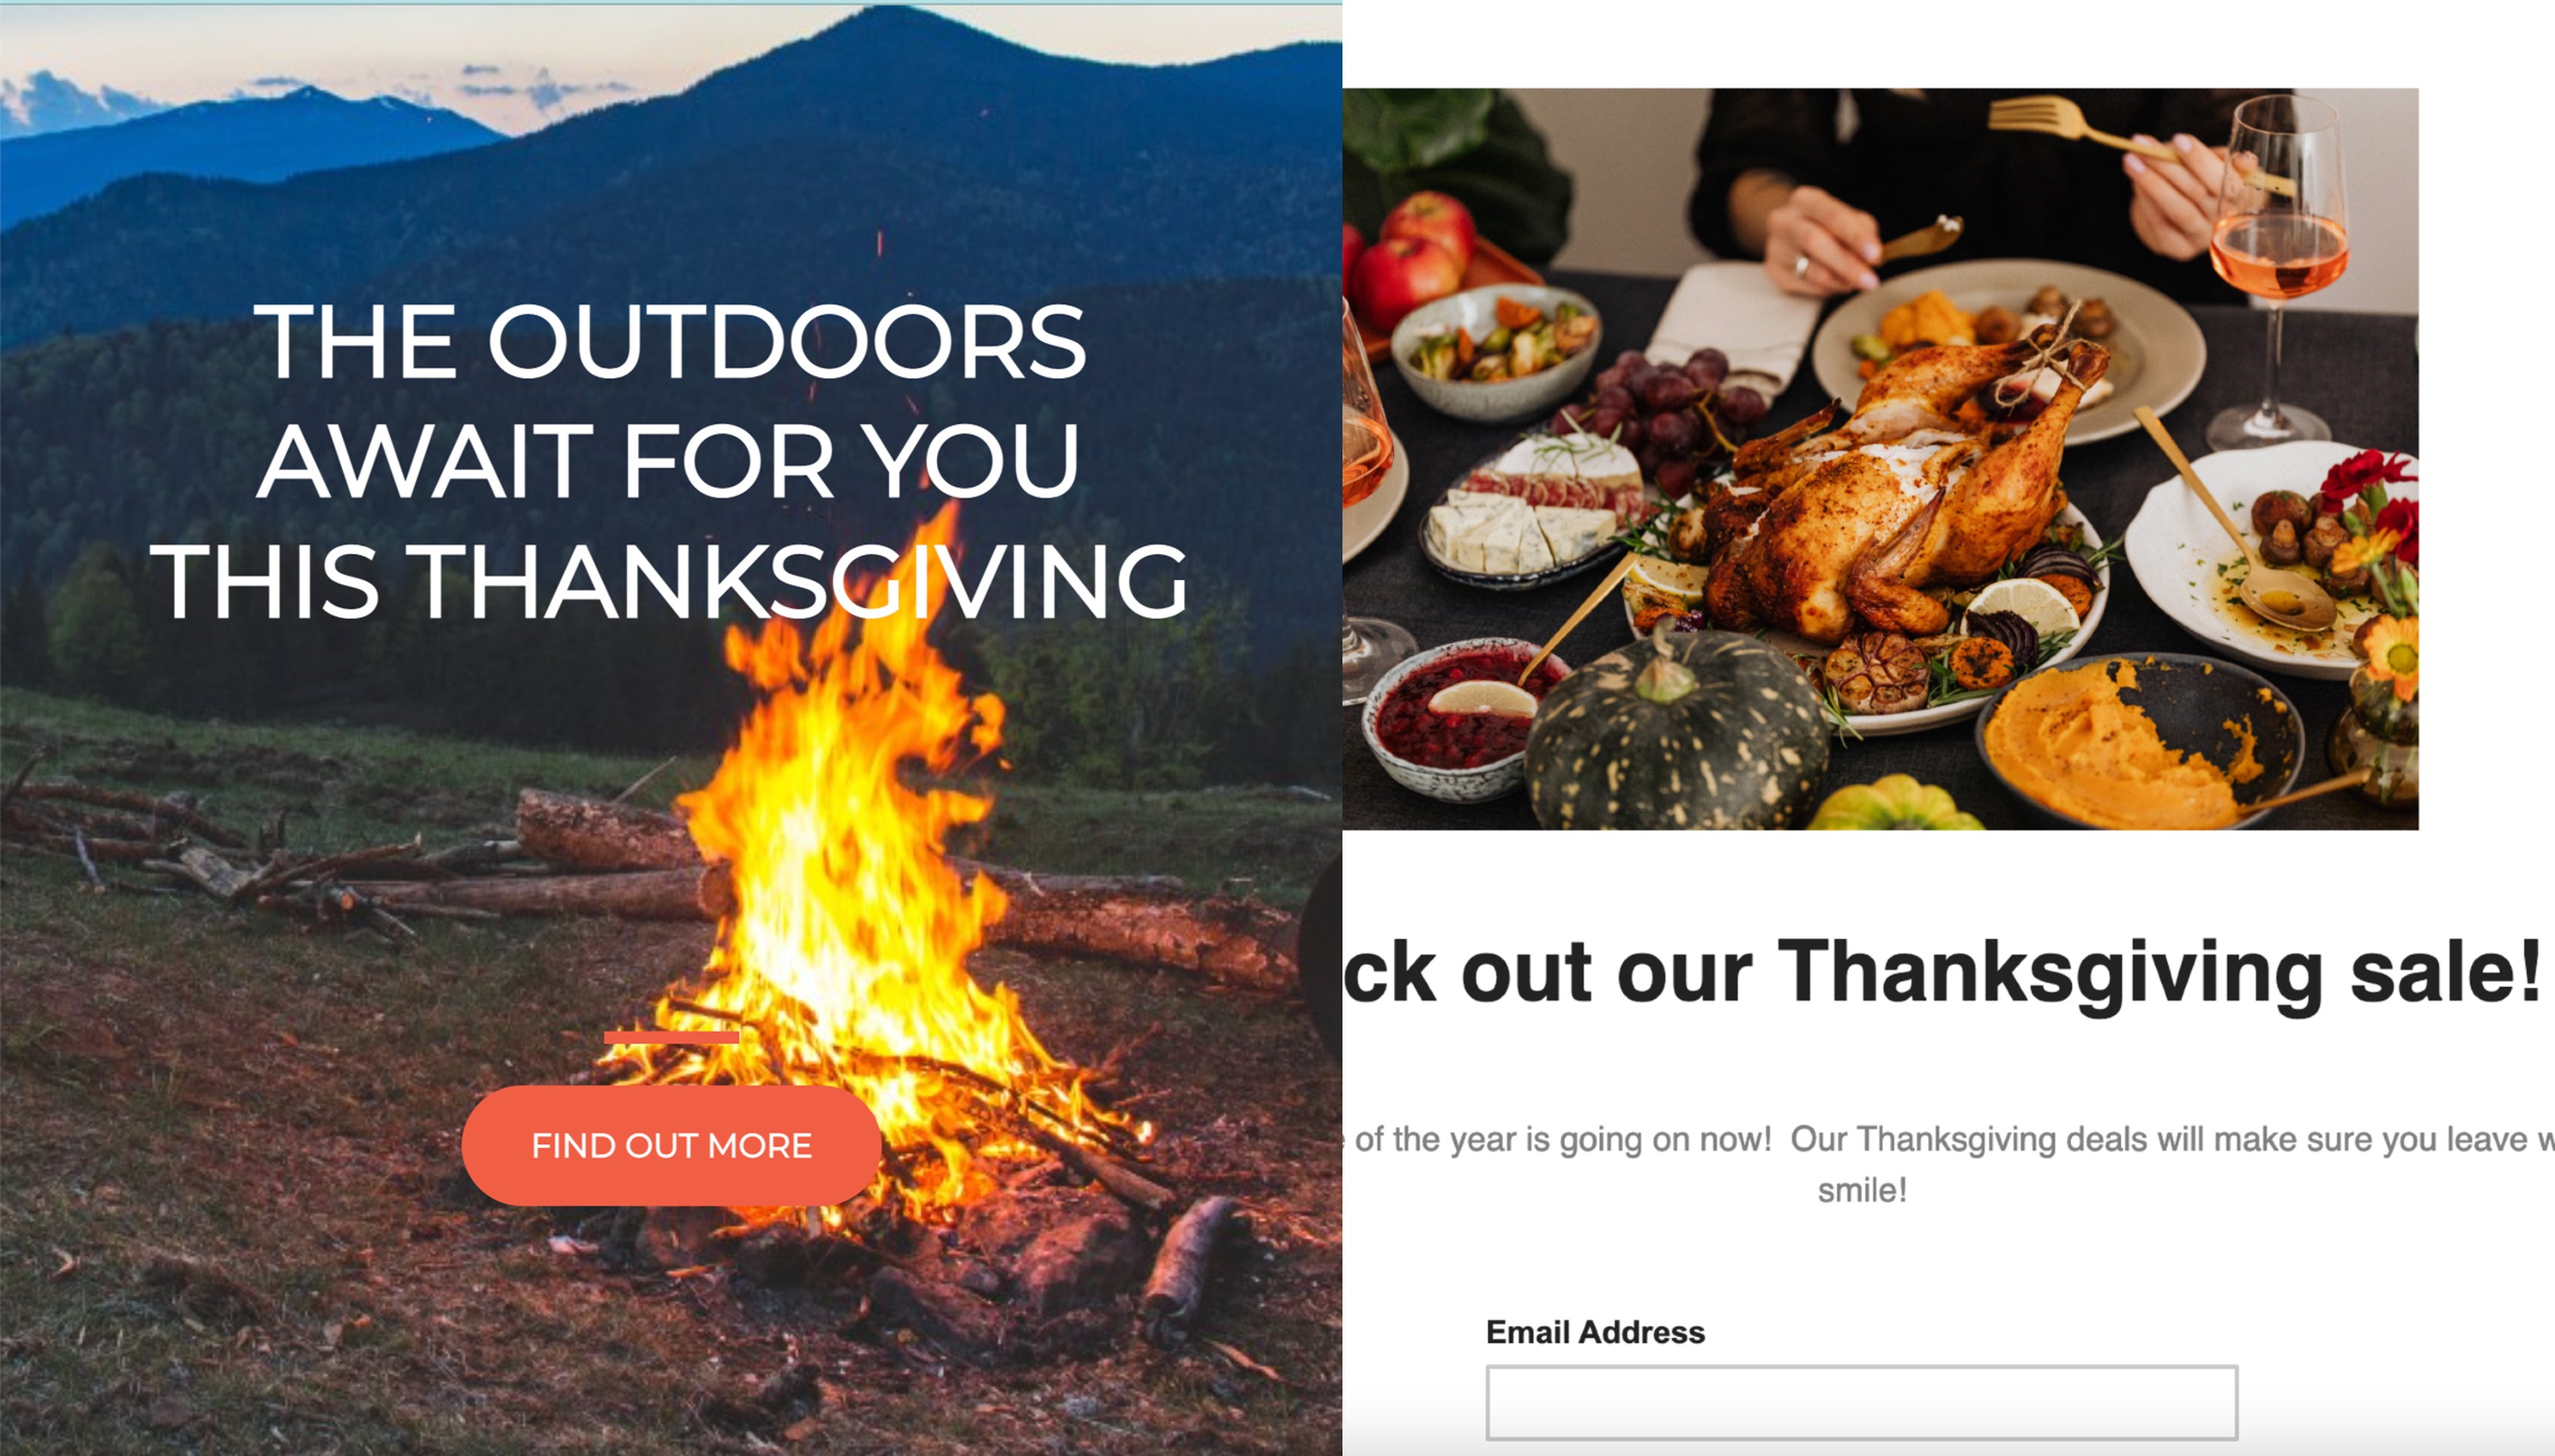 THE OUTDOORS
AWAIT FOR YOU
THIS THANKSGIVING
FIND OUT MORE
ck out our Thanksgiving sale!
of the year is going on now!  Our Thanksgiving deals will make sure you leave w
smile!
Email Address